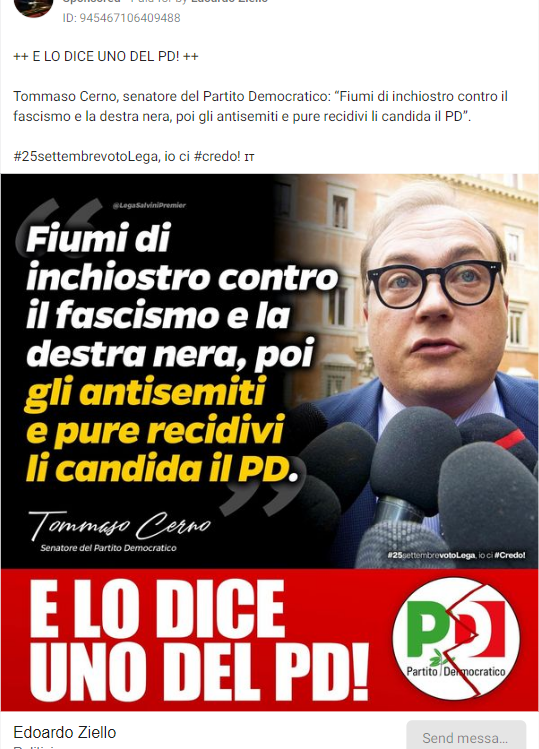 Sponsored • Paid for by Edoardo Ziello
ID: 945467106409488
++ E LO DICE UNO DEL PD! ++
Tommaso Cerno, senatore del Partito Democratico: “Fiumi di inchiostro contro il
fascismo e la destra nera, poi gli antisemiti e pure recidivi li candida il PD”.
#25settembrevotoLega, io ci #credo! IT
@LegaSalviniPremier
Fiumi di
inchiostro contro
il fascismo e la
destra nera, poi
gli antisemiti
e pure recidivi
li candida il PD.
Tommaso Cerno
Senatore del Partito Democratico
#25settembrevotoLega, io ci #Credo!
E LO DICE
UNO DEL PD!
PD
Partito Democratico
Edoardo Ziello
Send messa...